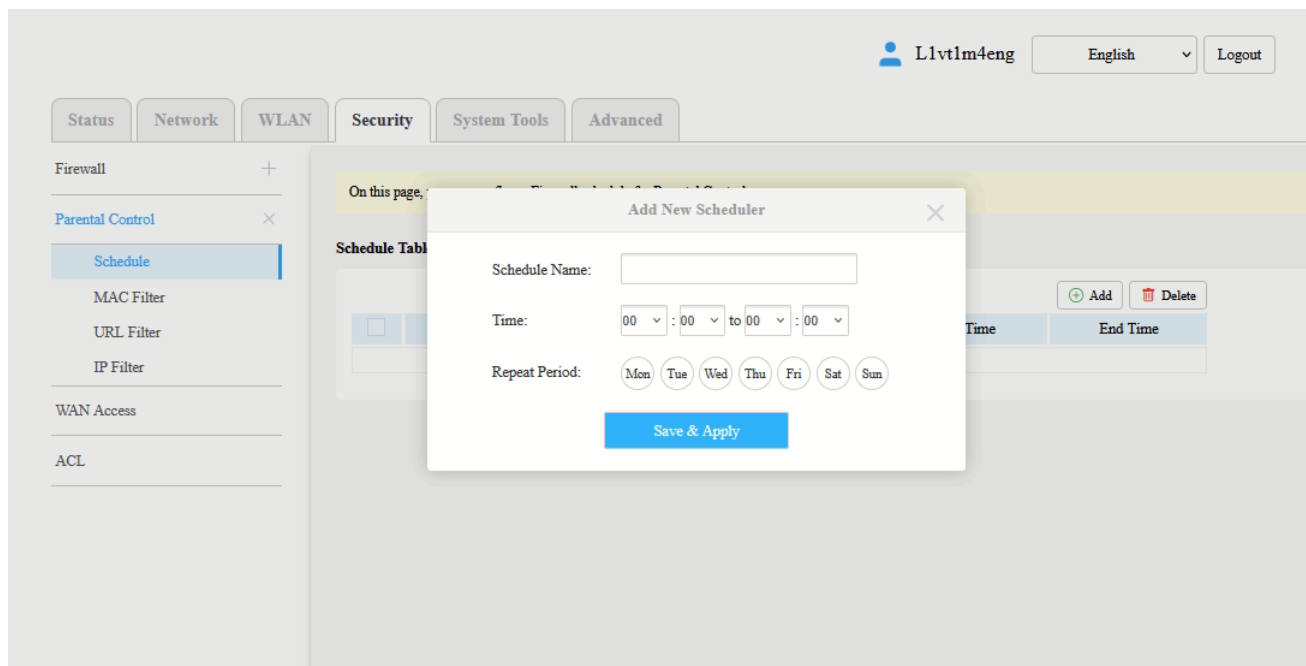 L1vt1m4eng English Logout
Status Network WLAN Security System Tools Advanced
Firewall
Parental Control
Schedule
MAC Filter
URL Filter
IP Filter
WAN Access
ACL
On this page,
Schedule Tabl
Add Delete
Time End Time
Add New Scheduler
Schedule Name:
Time: 00 : 00 to 00 : 00
Repeat Period: Mon Tue Wed Thu Fri Sat Sun
Save & Apply